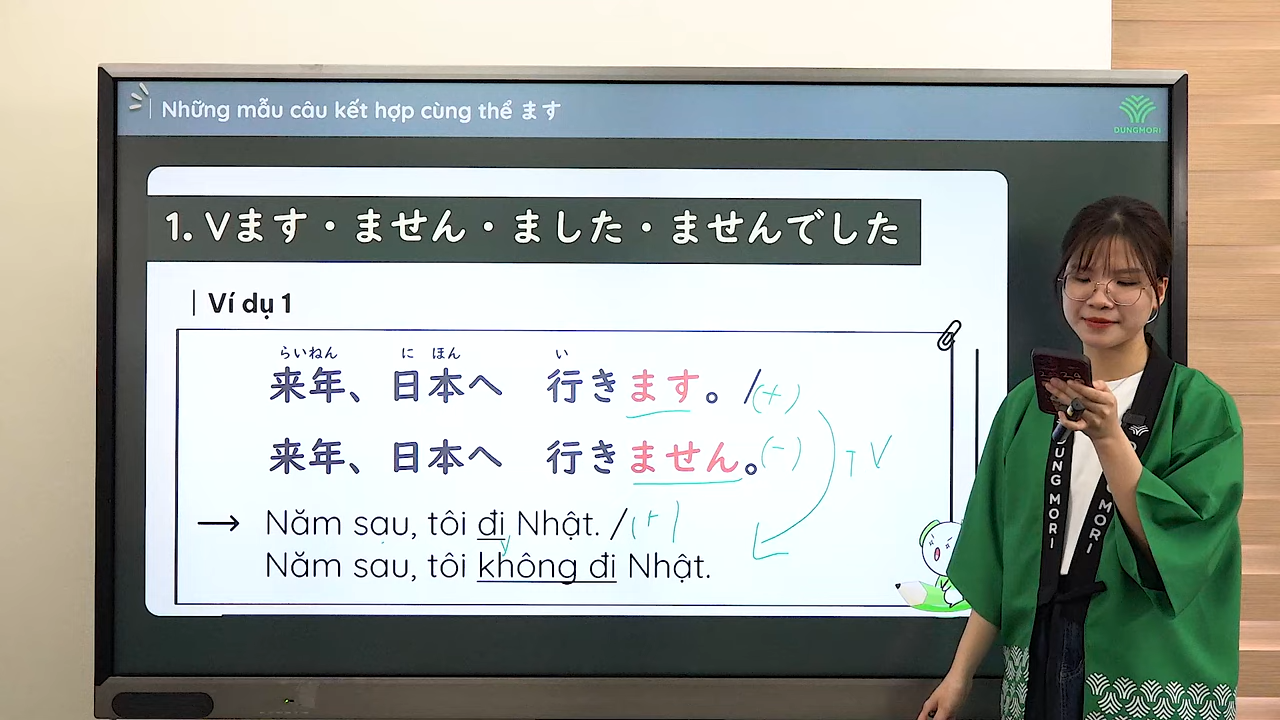 Những mẫu câu kết hợp cùng thể ます
DUNGMORI
1. Vます・ません・ました・ませんでした
Ví dụ 1
らいねん に ほん い
来年、日本へ 行きます。/(+)
来年、日本へ 行きません。(-)
TV
→ Năm sau, tôi đi Nhật. /(+)
Năm sau, tôi không đi Nhật.
DUNG MORI
MORI